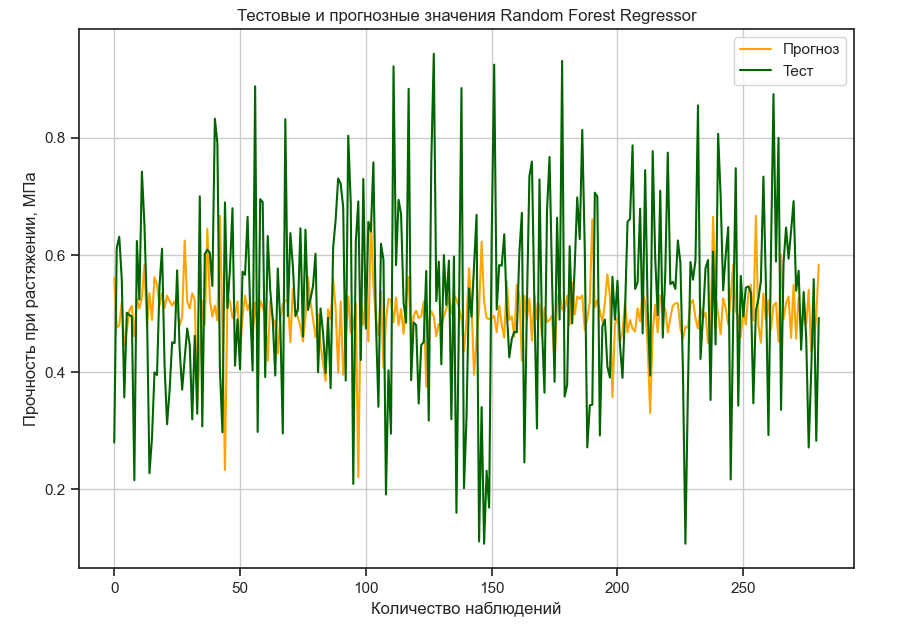 Тестовые и прогнозные значения Random Forest Regressor
Прогноз
Тест
Прочность при растяжении, МПа
0.8
0.6
0.4
0.2
0 50 100 150 200 250
Количество наблюдений